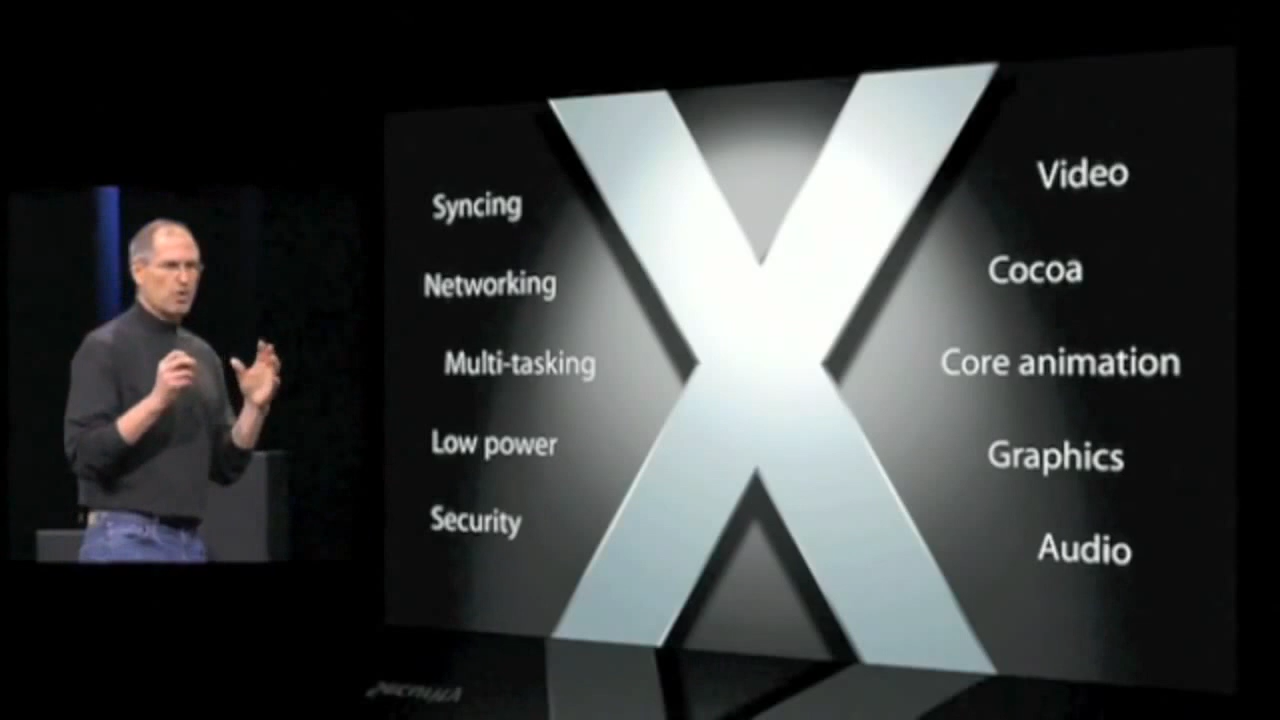 Syncing
Networking
Multi-tasking
Low power
Security
X
Video
Cocoa
Core animation
Graphics
Audio